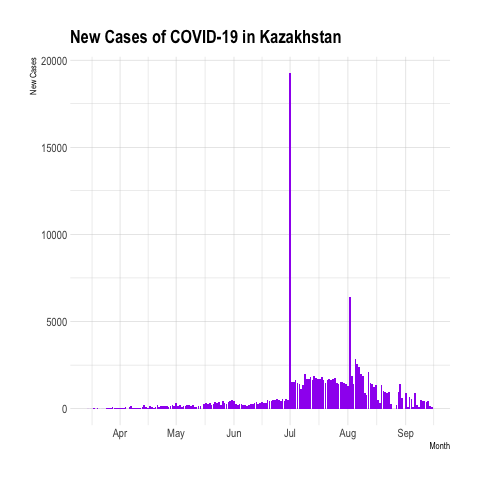 New Cases of COVID-19 in Kazakhstan
New Cases
20000
15000
10000
5000
0
Apr May Jun Jul Aug Sep
Month